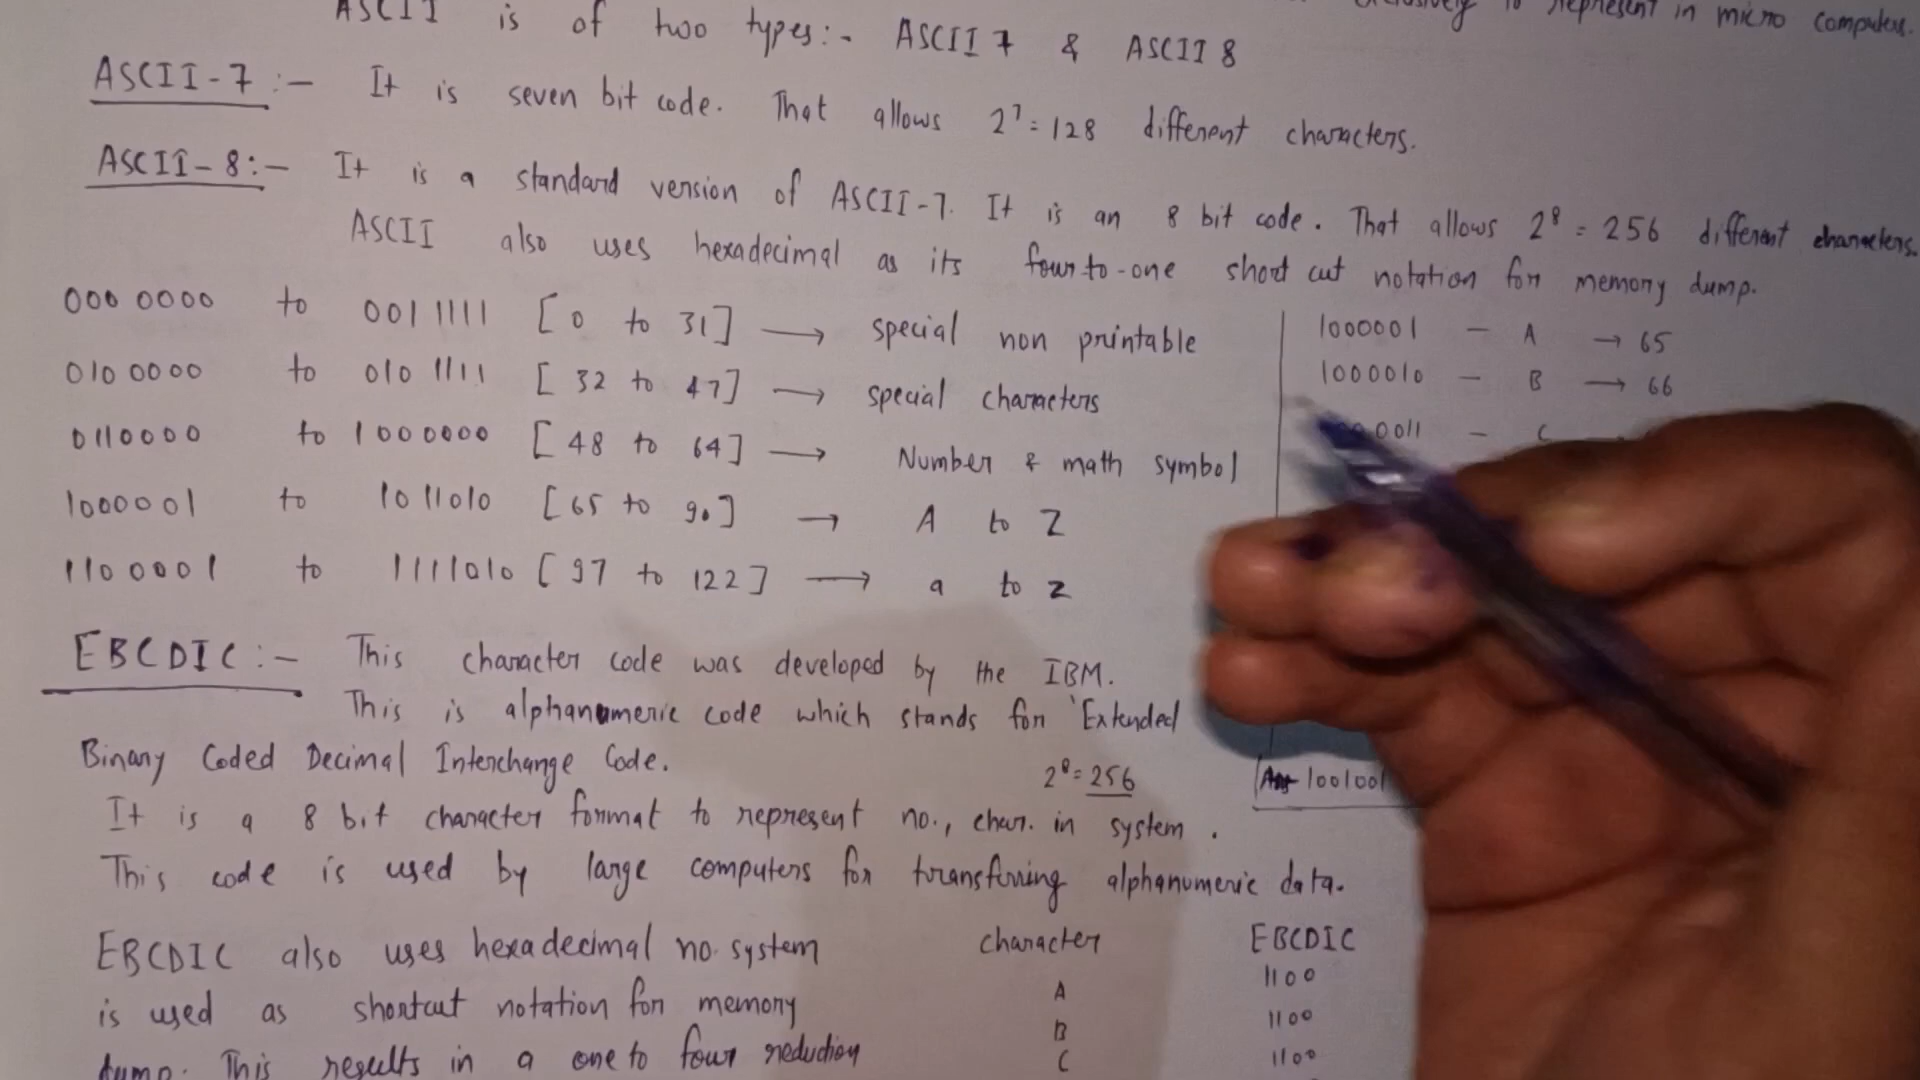 exclusively to represent in micro computers.
ASCII is of two types:- ASCII 7 & ASCII 8
ASCII-7 :- It is seven bit code. That allows 2⁷ = 128 different characters.
ASCII-8:- It is a standard version of ASCII-7. It is an 8 bit code. That allows 2⁸ = 256 different characters.
ASCII also uses hexadecimal as its four-to-one short cut notation for memory dump.
000 0000 to 001 1111 [0 to 31] → special non printable
010 0000 to 010 1111 [32 to 47] → special characters
0110000 to 1000000 [48 to 64] → Number & math symbol
1000001 to 1011010 [65 to 90] → A to Z
1100001 to 1111010 [97 to 122] → a to z
1000001 - A → 65
1000010 - B → 66
0011 - C
EBCDIC :- This character code was developed by the IBM.
This is alphanumeric code which stands for 'Extended
Binary Coded Decimal Interchange Code.
2⁸ = 256
1001001
It is a 8 bit character format to represent no., char. in system.
This code is used by large computers for transfering alphanumeric data.
EBCDIC also uses hexadecimal no. system
is used as shortcut notation for memory
dump. This results in a one to four reduction
character EBCDIC
A 1100
B 1100
C 1100